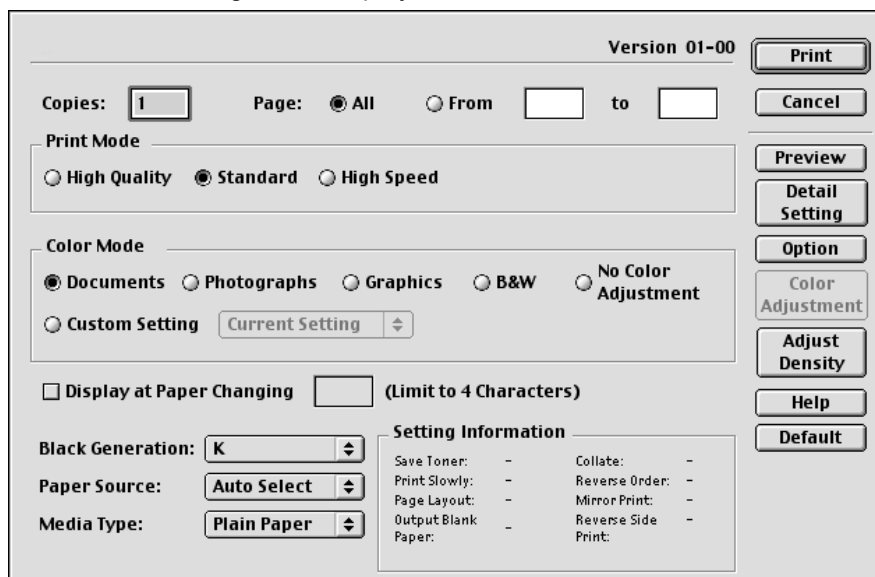 Version 01-00
Print
Copies: 1 Page: All From to
Cancel
Print Mode
High Quality Standard High Speed
Preview
Detail
Setting
Color Mode
Option
Documents Photographs Graphics B&W No Color
Adjustment
Color
Adjustment
Custom Setting Current Setting
Adjust
Density
Display at Paper Changing (Limit to 4 Characters)
Help
Default
Black Generation: K
Paper Source: Auto Select
Media Type: Plain Paper
Setting Information
Save Toner: - Collate: -
Print Slowly: - Reverse Order: -
Page Layout: - Mirror Print: -
Output Blank Reverse Side -
Paper: - Print: